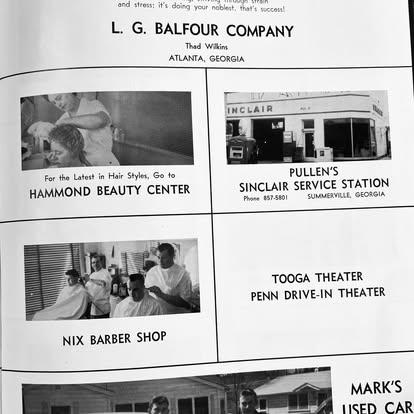 and stress; it's doing your noblest, that's success!
L. G. BALFOUR COMPANY
Thad Wilkins
ATLANTA, GEORGIA
For the Latest in Hair Styles, Go to
HAMMOND BEAUTY CENTER
SINCLAIR
PULLEN'S
SINCLAIR SERVICE STATION
Phone 857-5801 SUMMERVILLE, GEORGIA
NIX BARBER SHOP
TOOGA THEATER
PENN DRIVE-IN THEATER
MARK'S
USED CAR